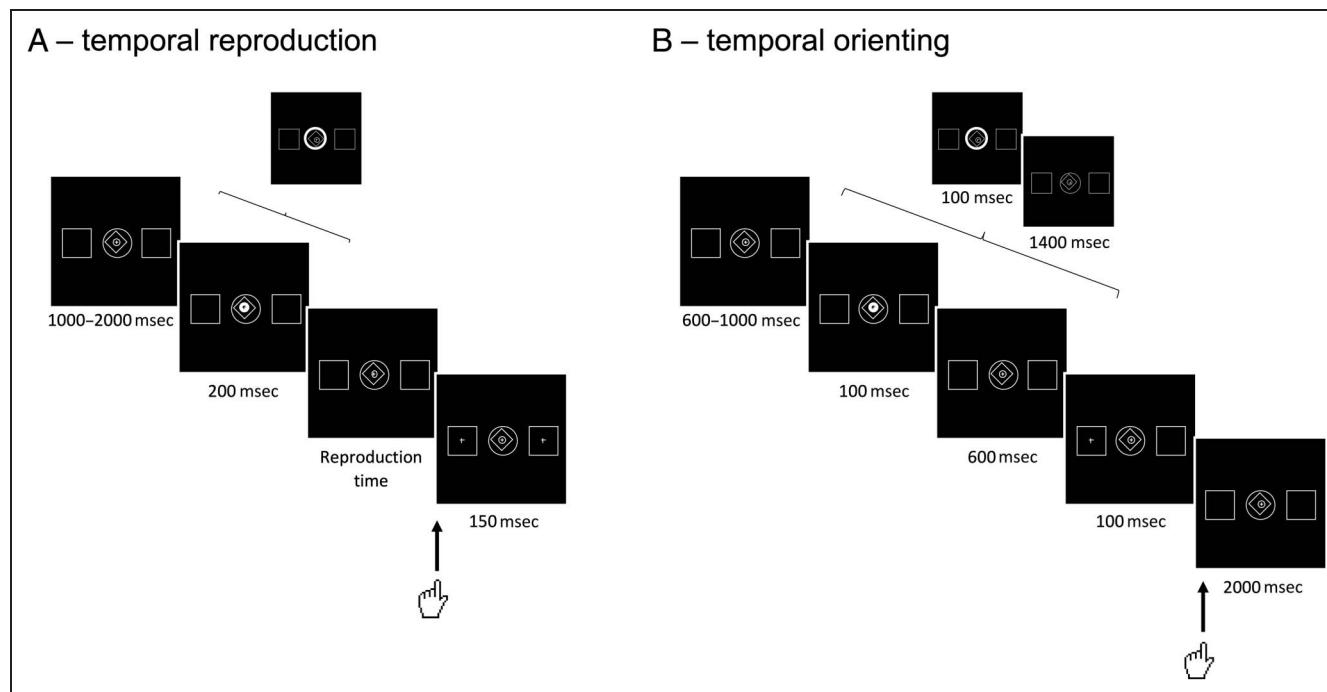 A – temporal reproduction
1000–2000 msec
200 msec
Reproduction
time
150 msec
B – temporal orienting
100 msec
1400 msec
600–1000 msec
100 msec
600 msec
100 msec
2000 msec